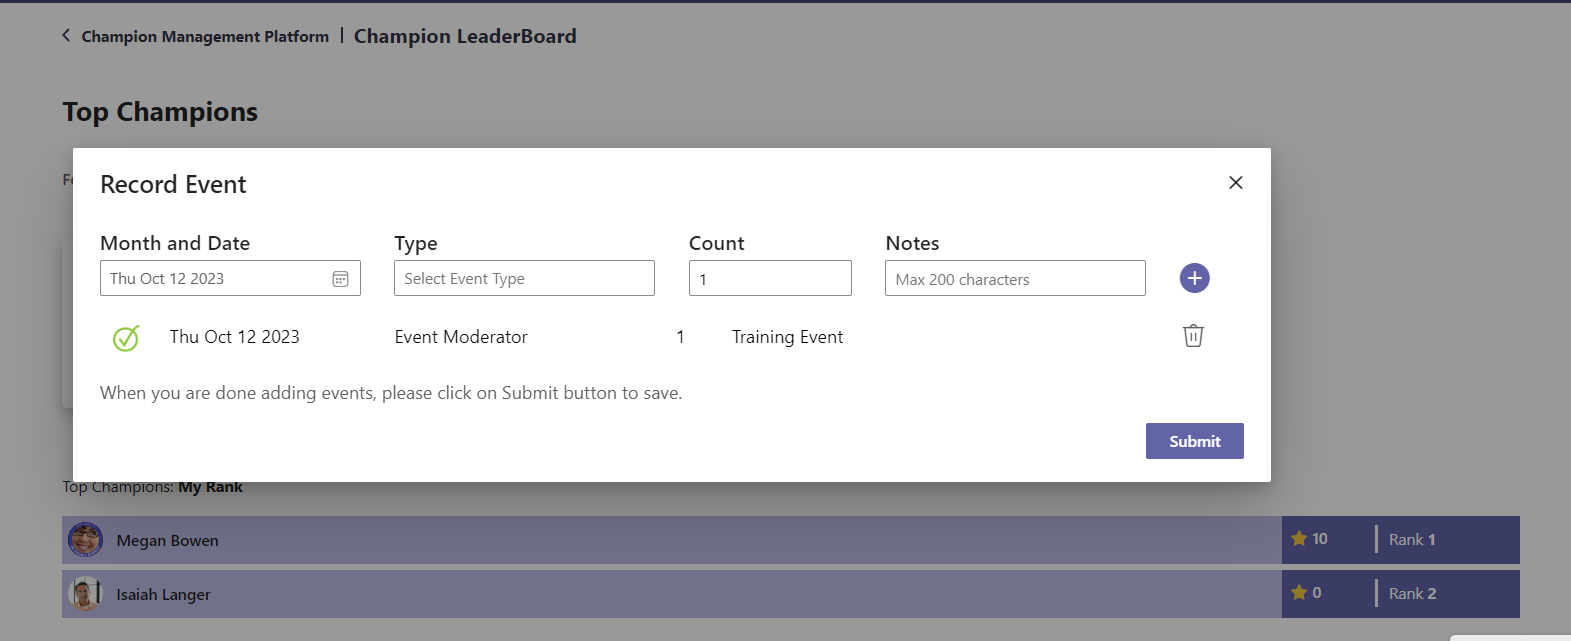 Champion Management Platform | Champion LeaderBoard
Top Champions
Record Event
Month and Date Type Count Notes
Thu Oct 12 2023 Select Event Type 1 Max 200 characters
Thu Oct 12 2023 Event Moderator 1 Training Event
When you are done adding events, please click on Submit button to save.
Submit
Top Champions: My Rank
Megan Bowen 10 Rank 1
Isaiah Langer 0 Rank 2